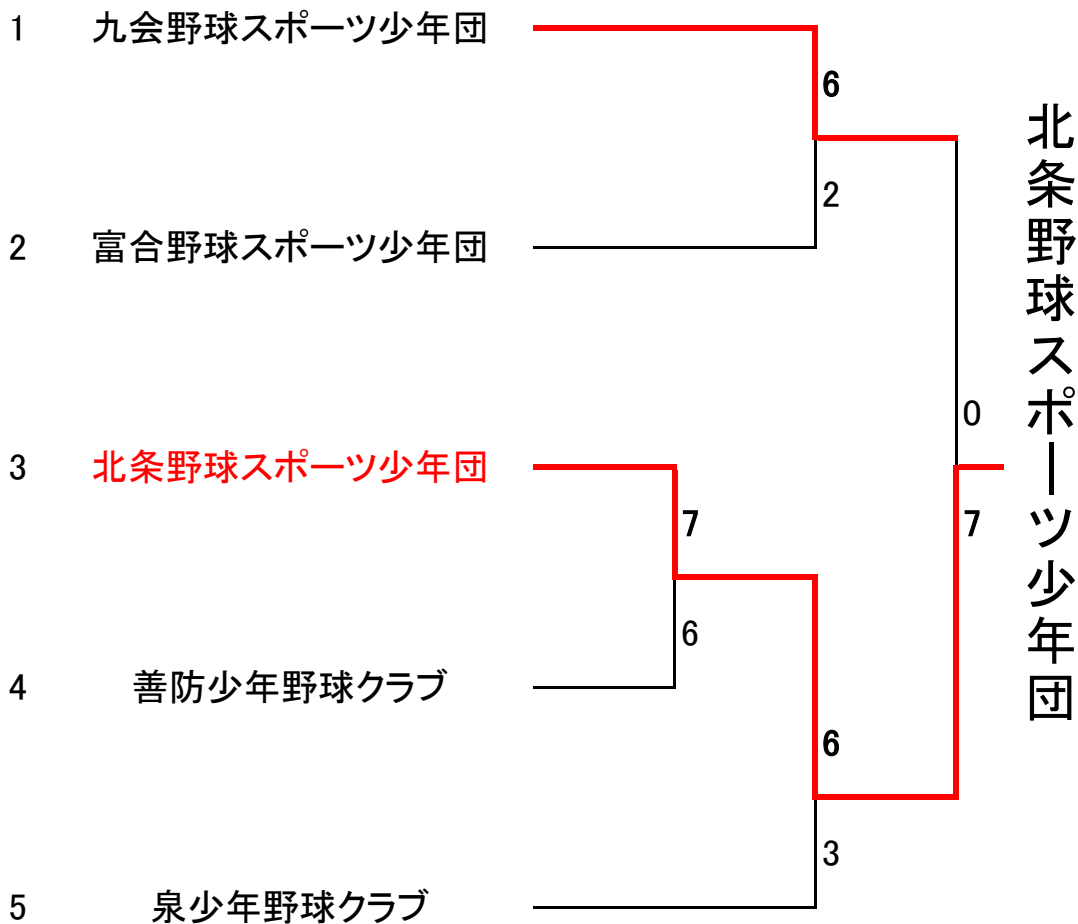 1 九会野球スポーツ少年団
6
2
2 富合野球スポーツ少年団
0
3 北条野球スポーツ少年団
7
7
6
4 善防少年野球クラブ
6
3
5 泉少年野球クラブ
北条野球スポーツ少年団